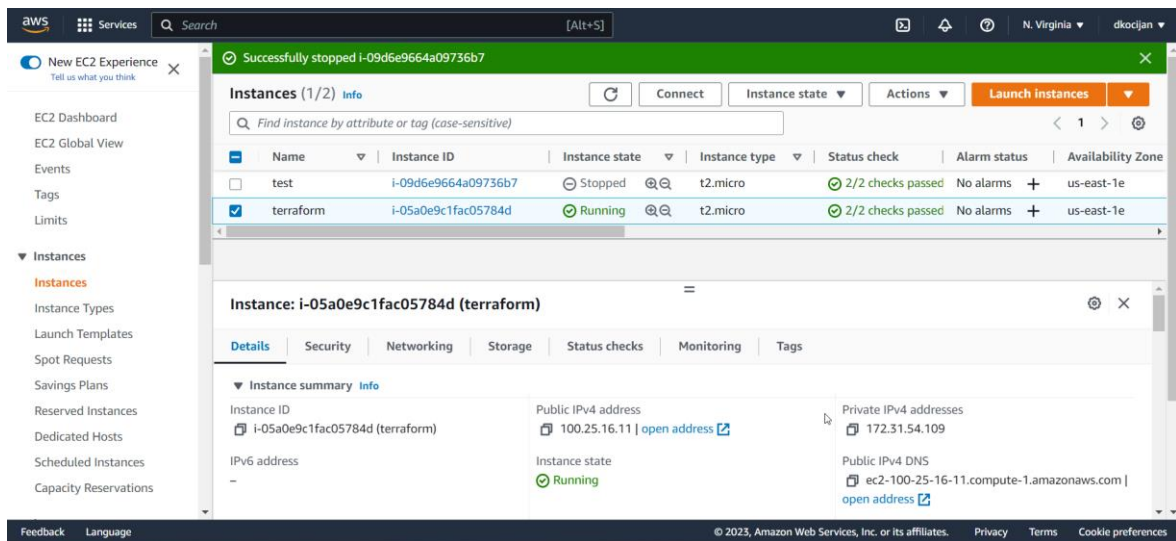 aws Services Search [Alt+S] N. Virginia dkocijan
New EC2 Experience
Tell us what you think
EC2 Dashboard
EC2 Global View
Events
Tags
Limits
Instances
Instances
Instance Types
Launch Templates
Spot Requests
Savings Plans
Reserved Instances
Dedicated Hosts
Scheduled Instances
Capacity Reservations
Successfully stopped i-09d6e9664a09736b7
Instances (1/2) Info Connect Instance state Actions Launch instances
Find instance by attribute or tag (case-sensitive) 1
Name Instance ID Instance state Instance type Status check Alarm status Availability Zone
test i-09d6e9664a09736b7 Stopped t2.micro 2/2 checks passed No alarms + us-east-1e
terraform i-05a0e9c1fac05784d Running t2.micro 2/2 checks passed No alarms + us-east-1e
Instance: i-05a0e9c1fac05784d (terraform)
Details Security Networking Storage Status checks Monitoring Tags
Instance summary Info
Instance ID Public IPv4 address Private IPv4 addresses
i-05a0e9c1fac05784d (terraform) 100.25.16.11 | open address 172.31.54.109
IPv6 address Instance state Public IPv4 DNS
– Running ec2-100-25-16-11.compute-1.amazonaws.com |
open address
Feedback Language © 2023, Amazon Web Services, Inc. or its affiliates. Privacy Terms Cookie preferences